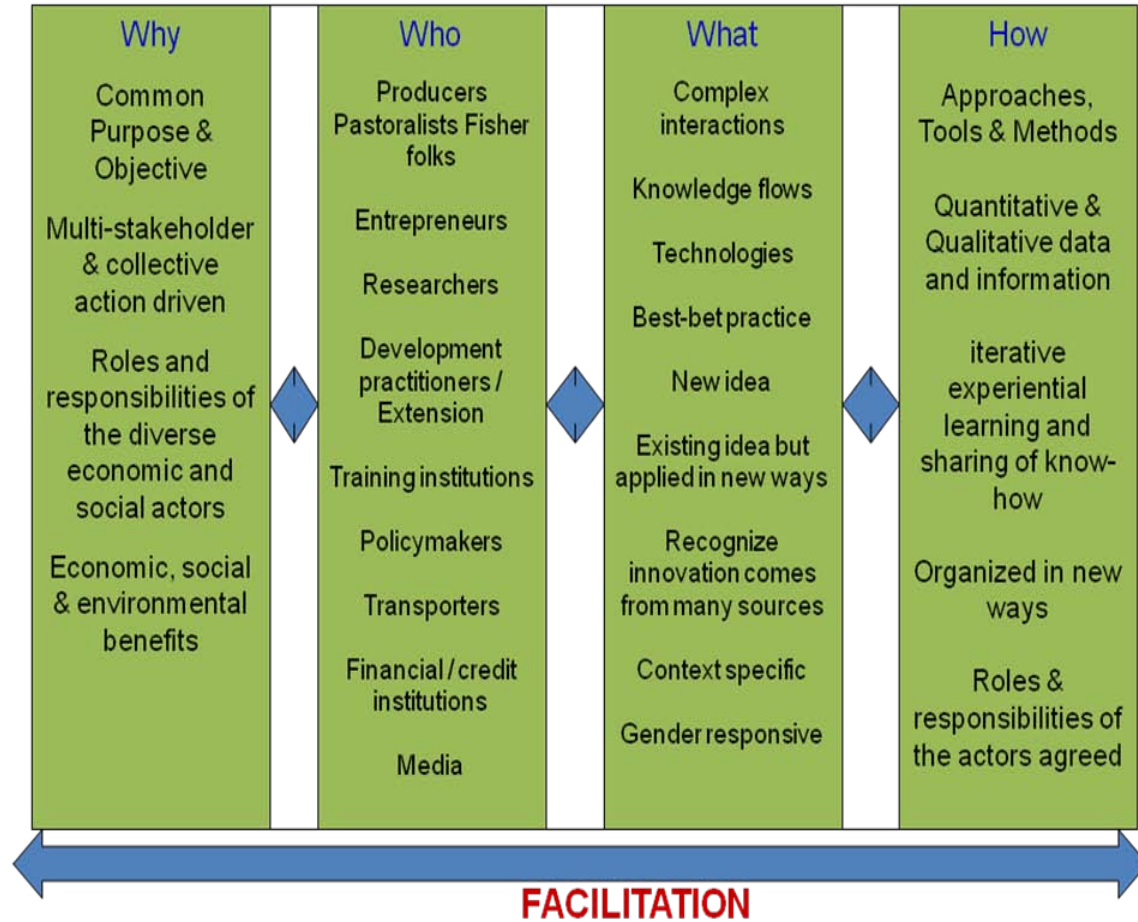 Why
Common
Purpose &
Objective
Multi-stakeholder
& collective
action driven
Roles and
responsibilities of
the diverse
economic and
social actors
Economic, social
& environmental
benefits
Who
Producers
Pastoralists Fisher
folks
Entrepreneurs
Researchers
Development
practitioners /
Extension
Training institutions
Policymakers
Transporters
Financial / credit
institutions
Media
What
Complex
interactions
Knowledge flows
Technologies
Best-bet practice
New idea
Existing idea but
applied in new ways
Recognize
innovation comes
from many sources
Context specific
Gender responsive
How
Approaches,
Tools & Methods
Quantitative &
Qualitative data
and information
iterative
experiential
learning and
sharing of know-
how
Organized in new
ways
Roles &
responsibilities of
the actors agreed
FACILITATION